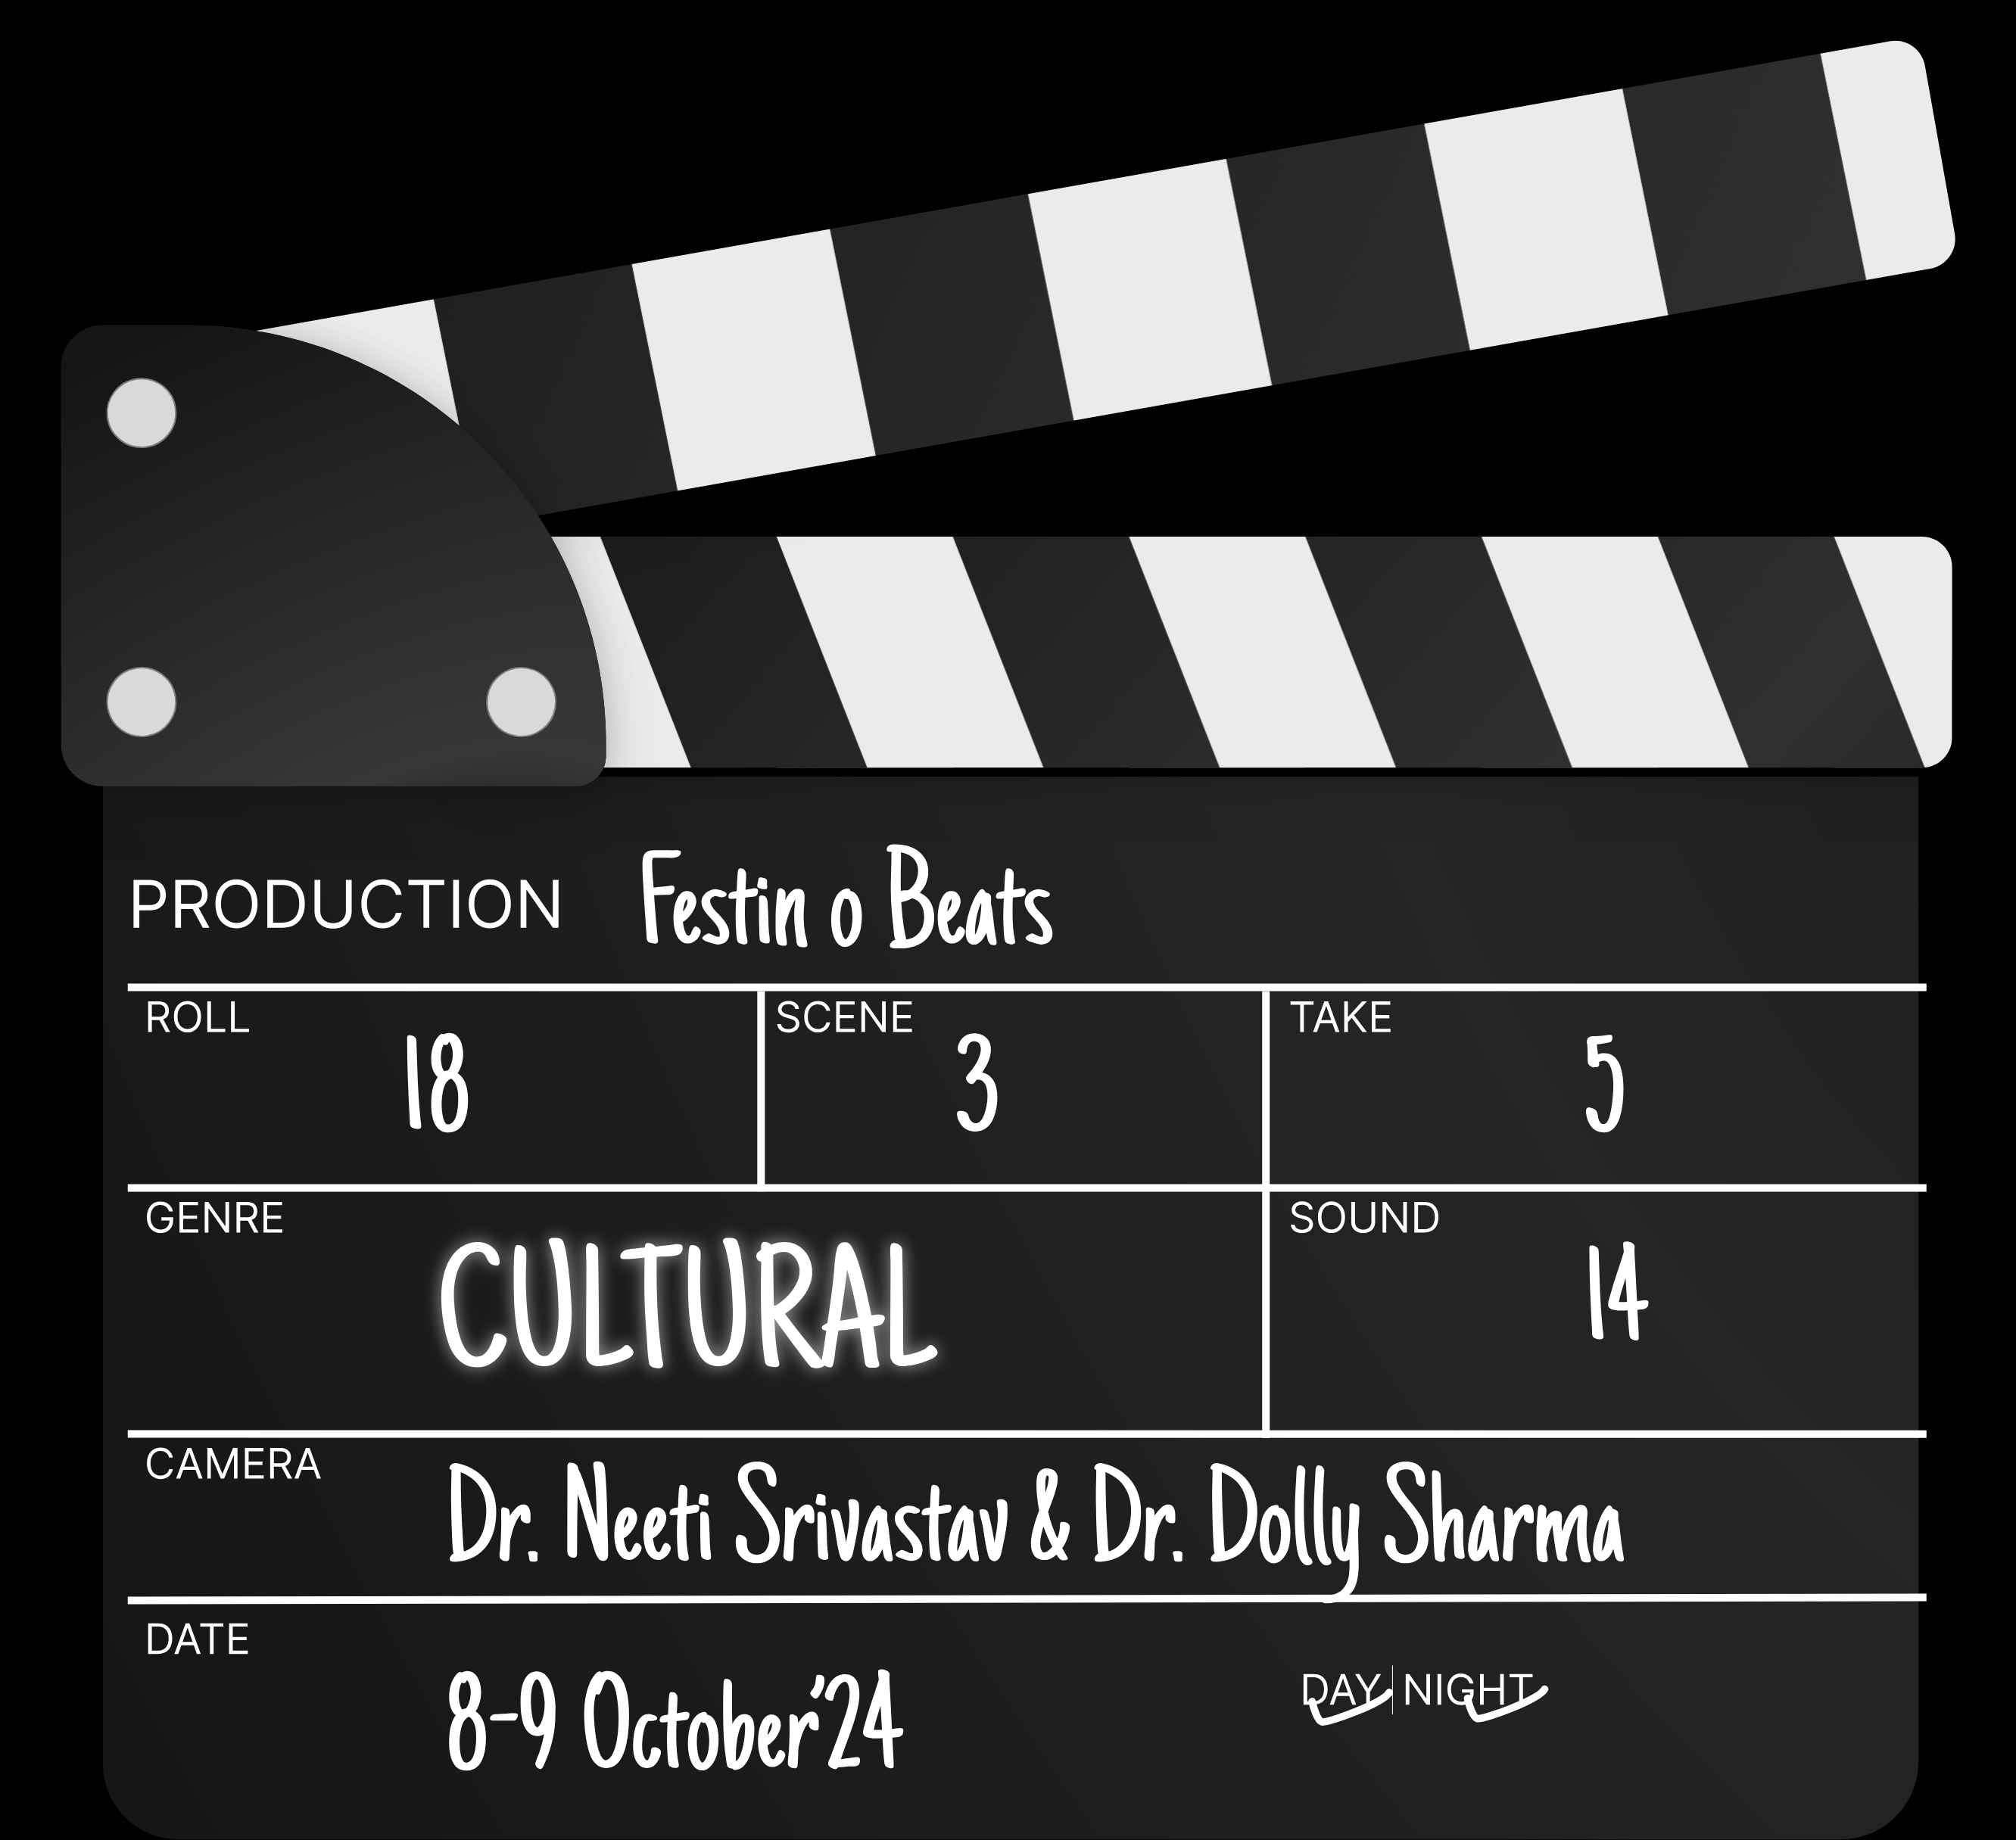 PRODUCTION Festin o Beats
ROLL SCENE TAKE
18 3 5
GENRE SOUND
CULTURAL 14
CAMERA
Dr. Neeti Srivastav & Dr. Dolly Sharma
DATE
8-9 October'24 DAY NIGHT